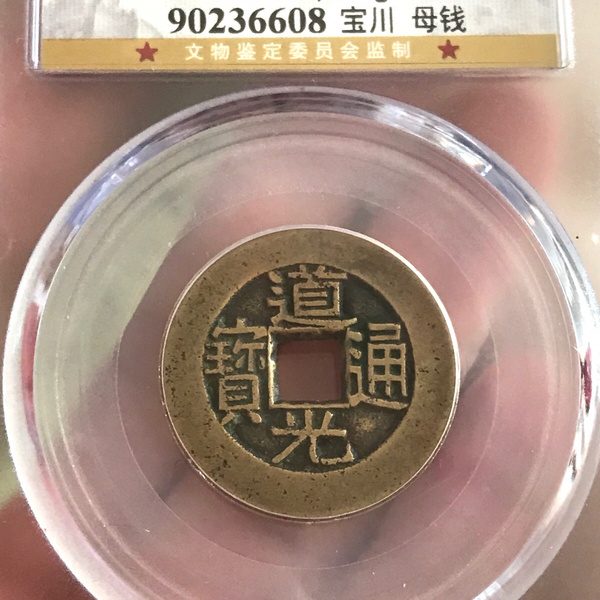 90236608 宝川 母钱
★ 文物鉴定委员会监制 ★
道光通寶